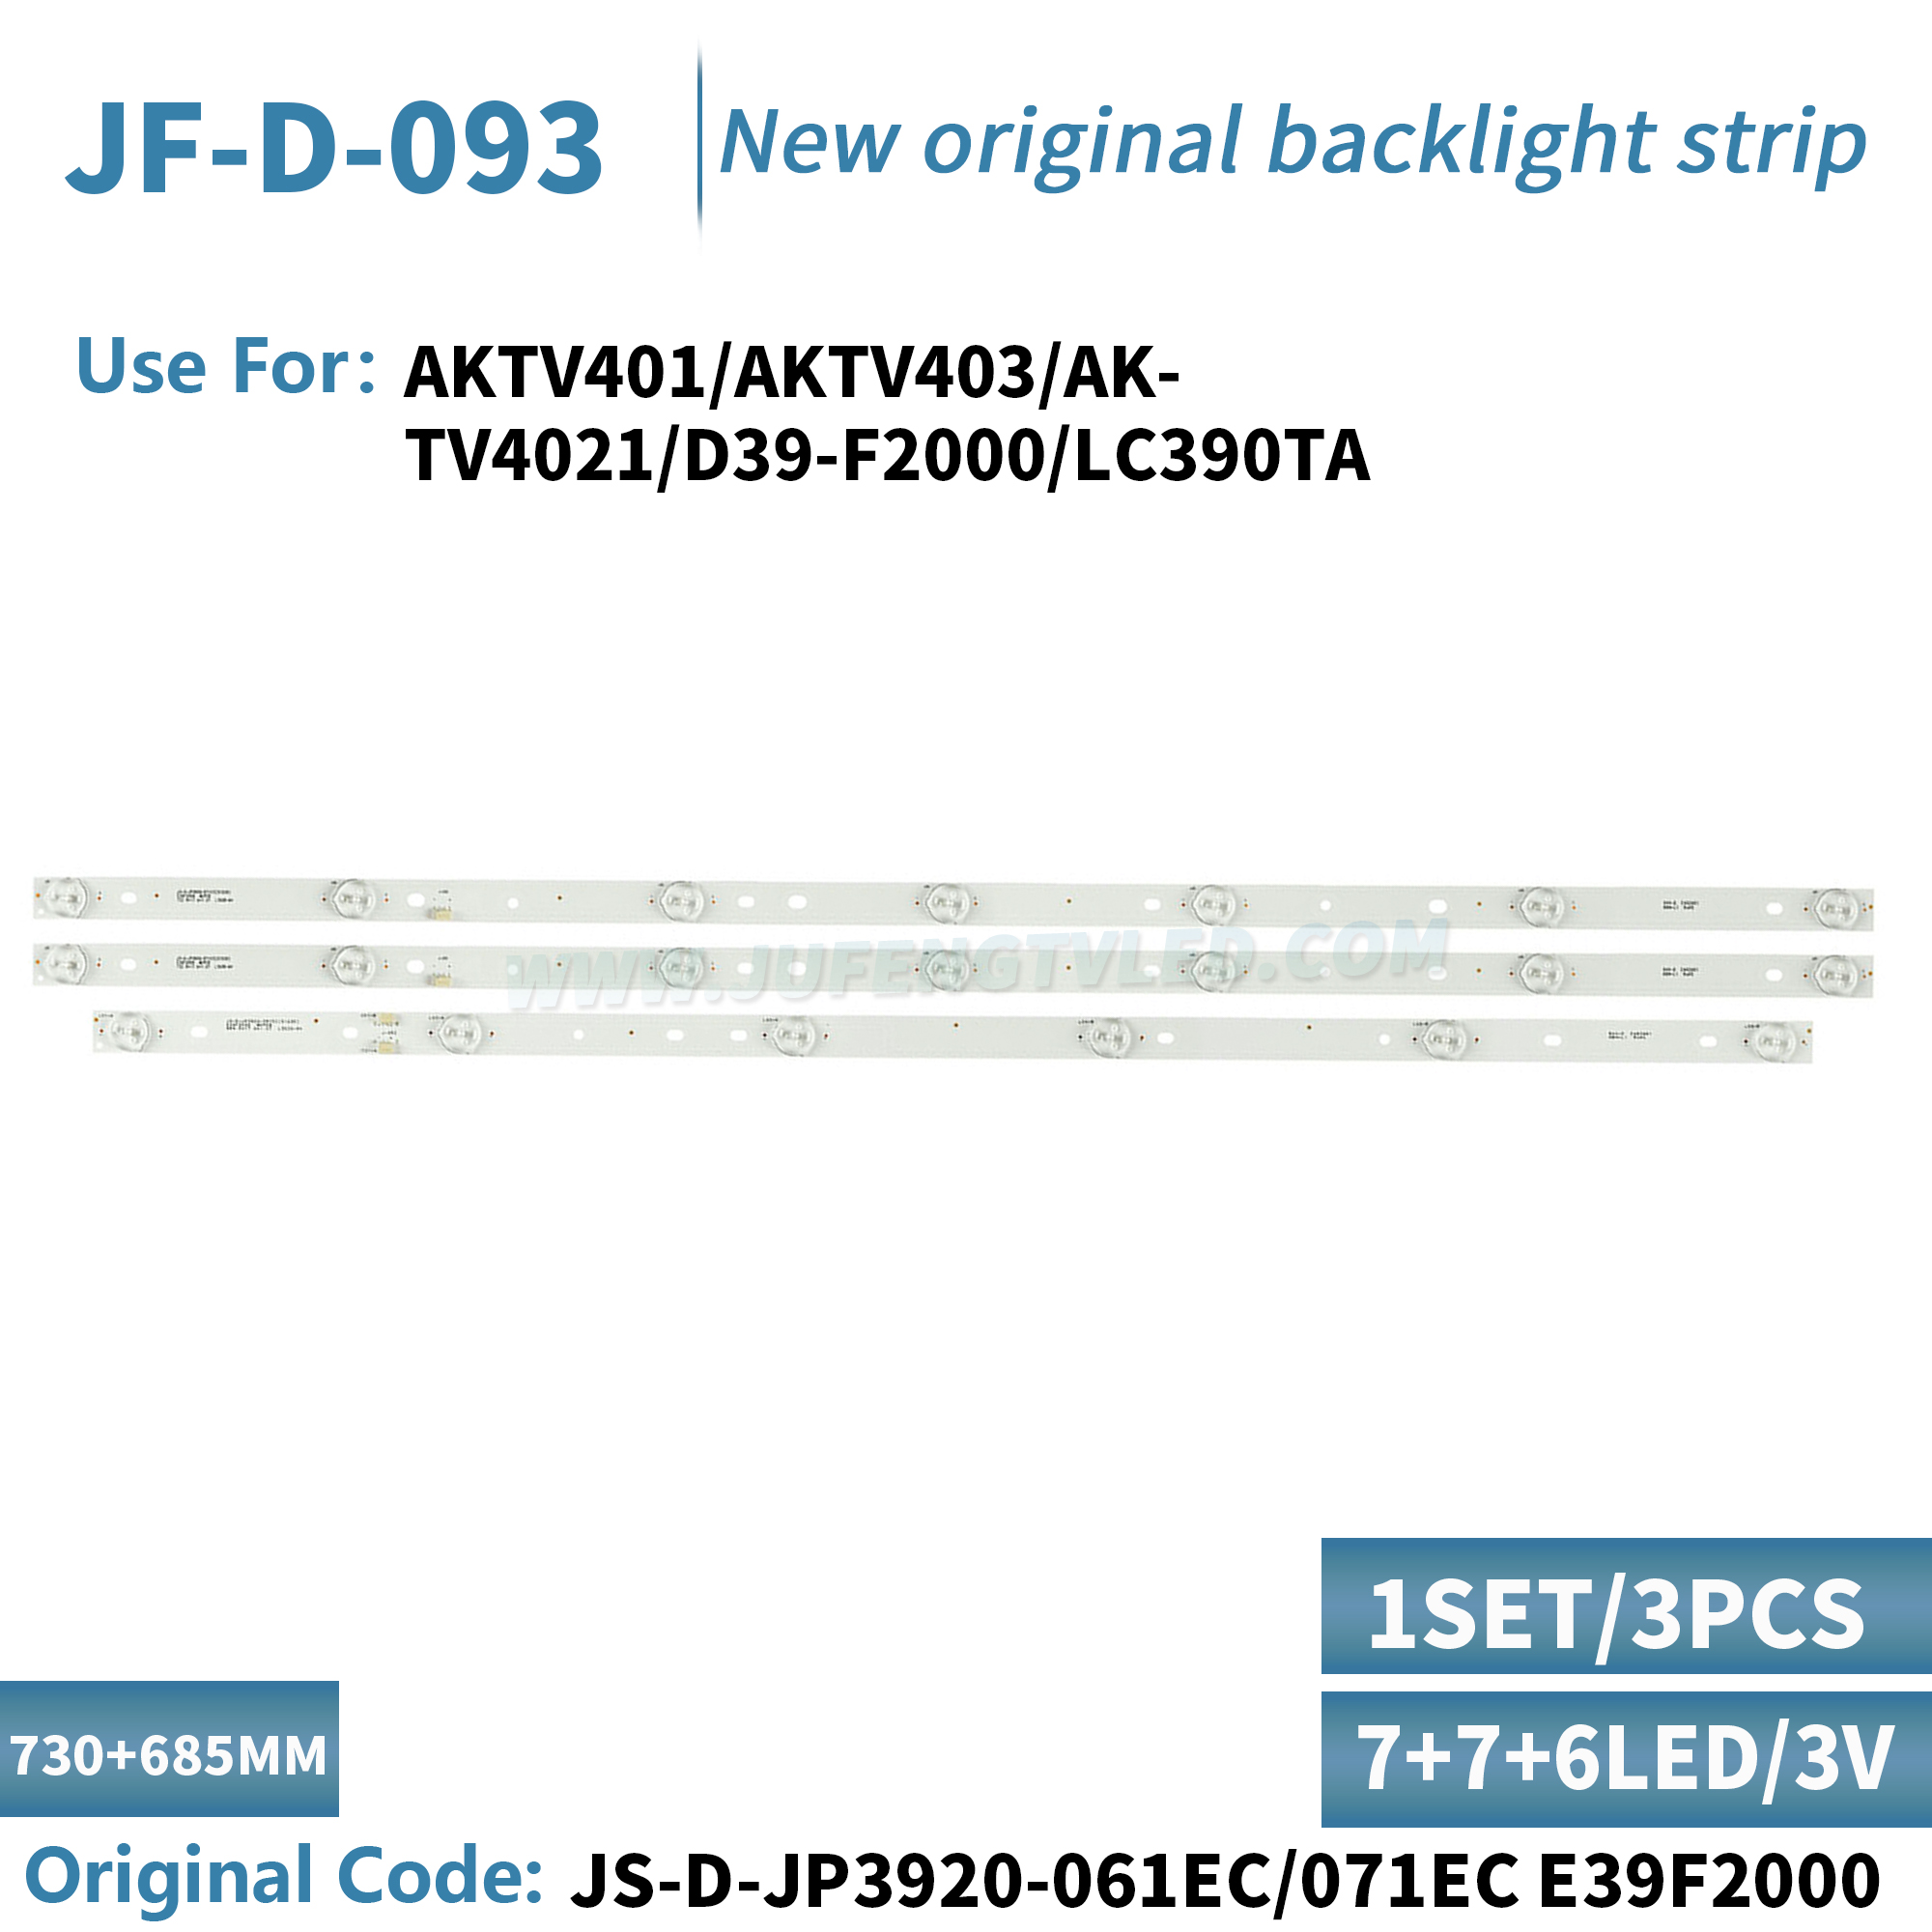 JF-D-093
New original backlight strip
Use For:
AKTV401/AKTV403/AK-
TV4021/D39-F2000/LC390TA
WWW.JUFENGTVLED.COM
1SET/3PCS
730+685MM
7+7+6LED/3V
Original Code: JS-D-JP3920-061EC/071EC E39F2000